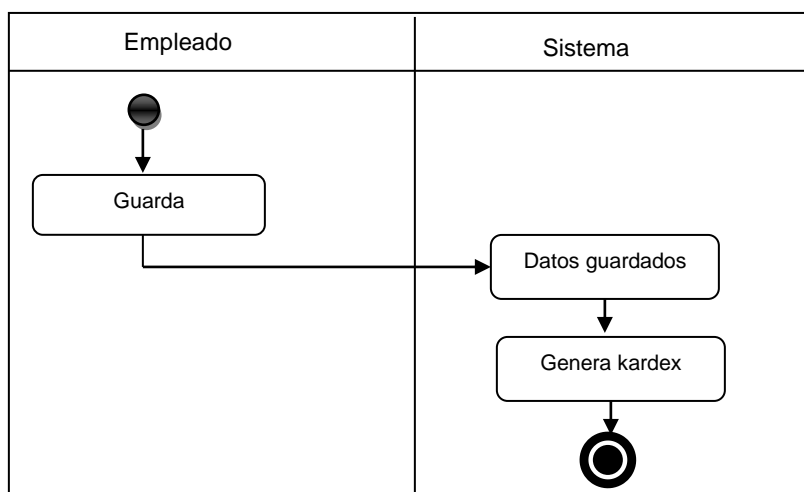 Empleado
Sistema
Guarda
Datos guardados
Genera kardex